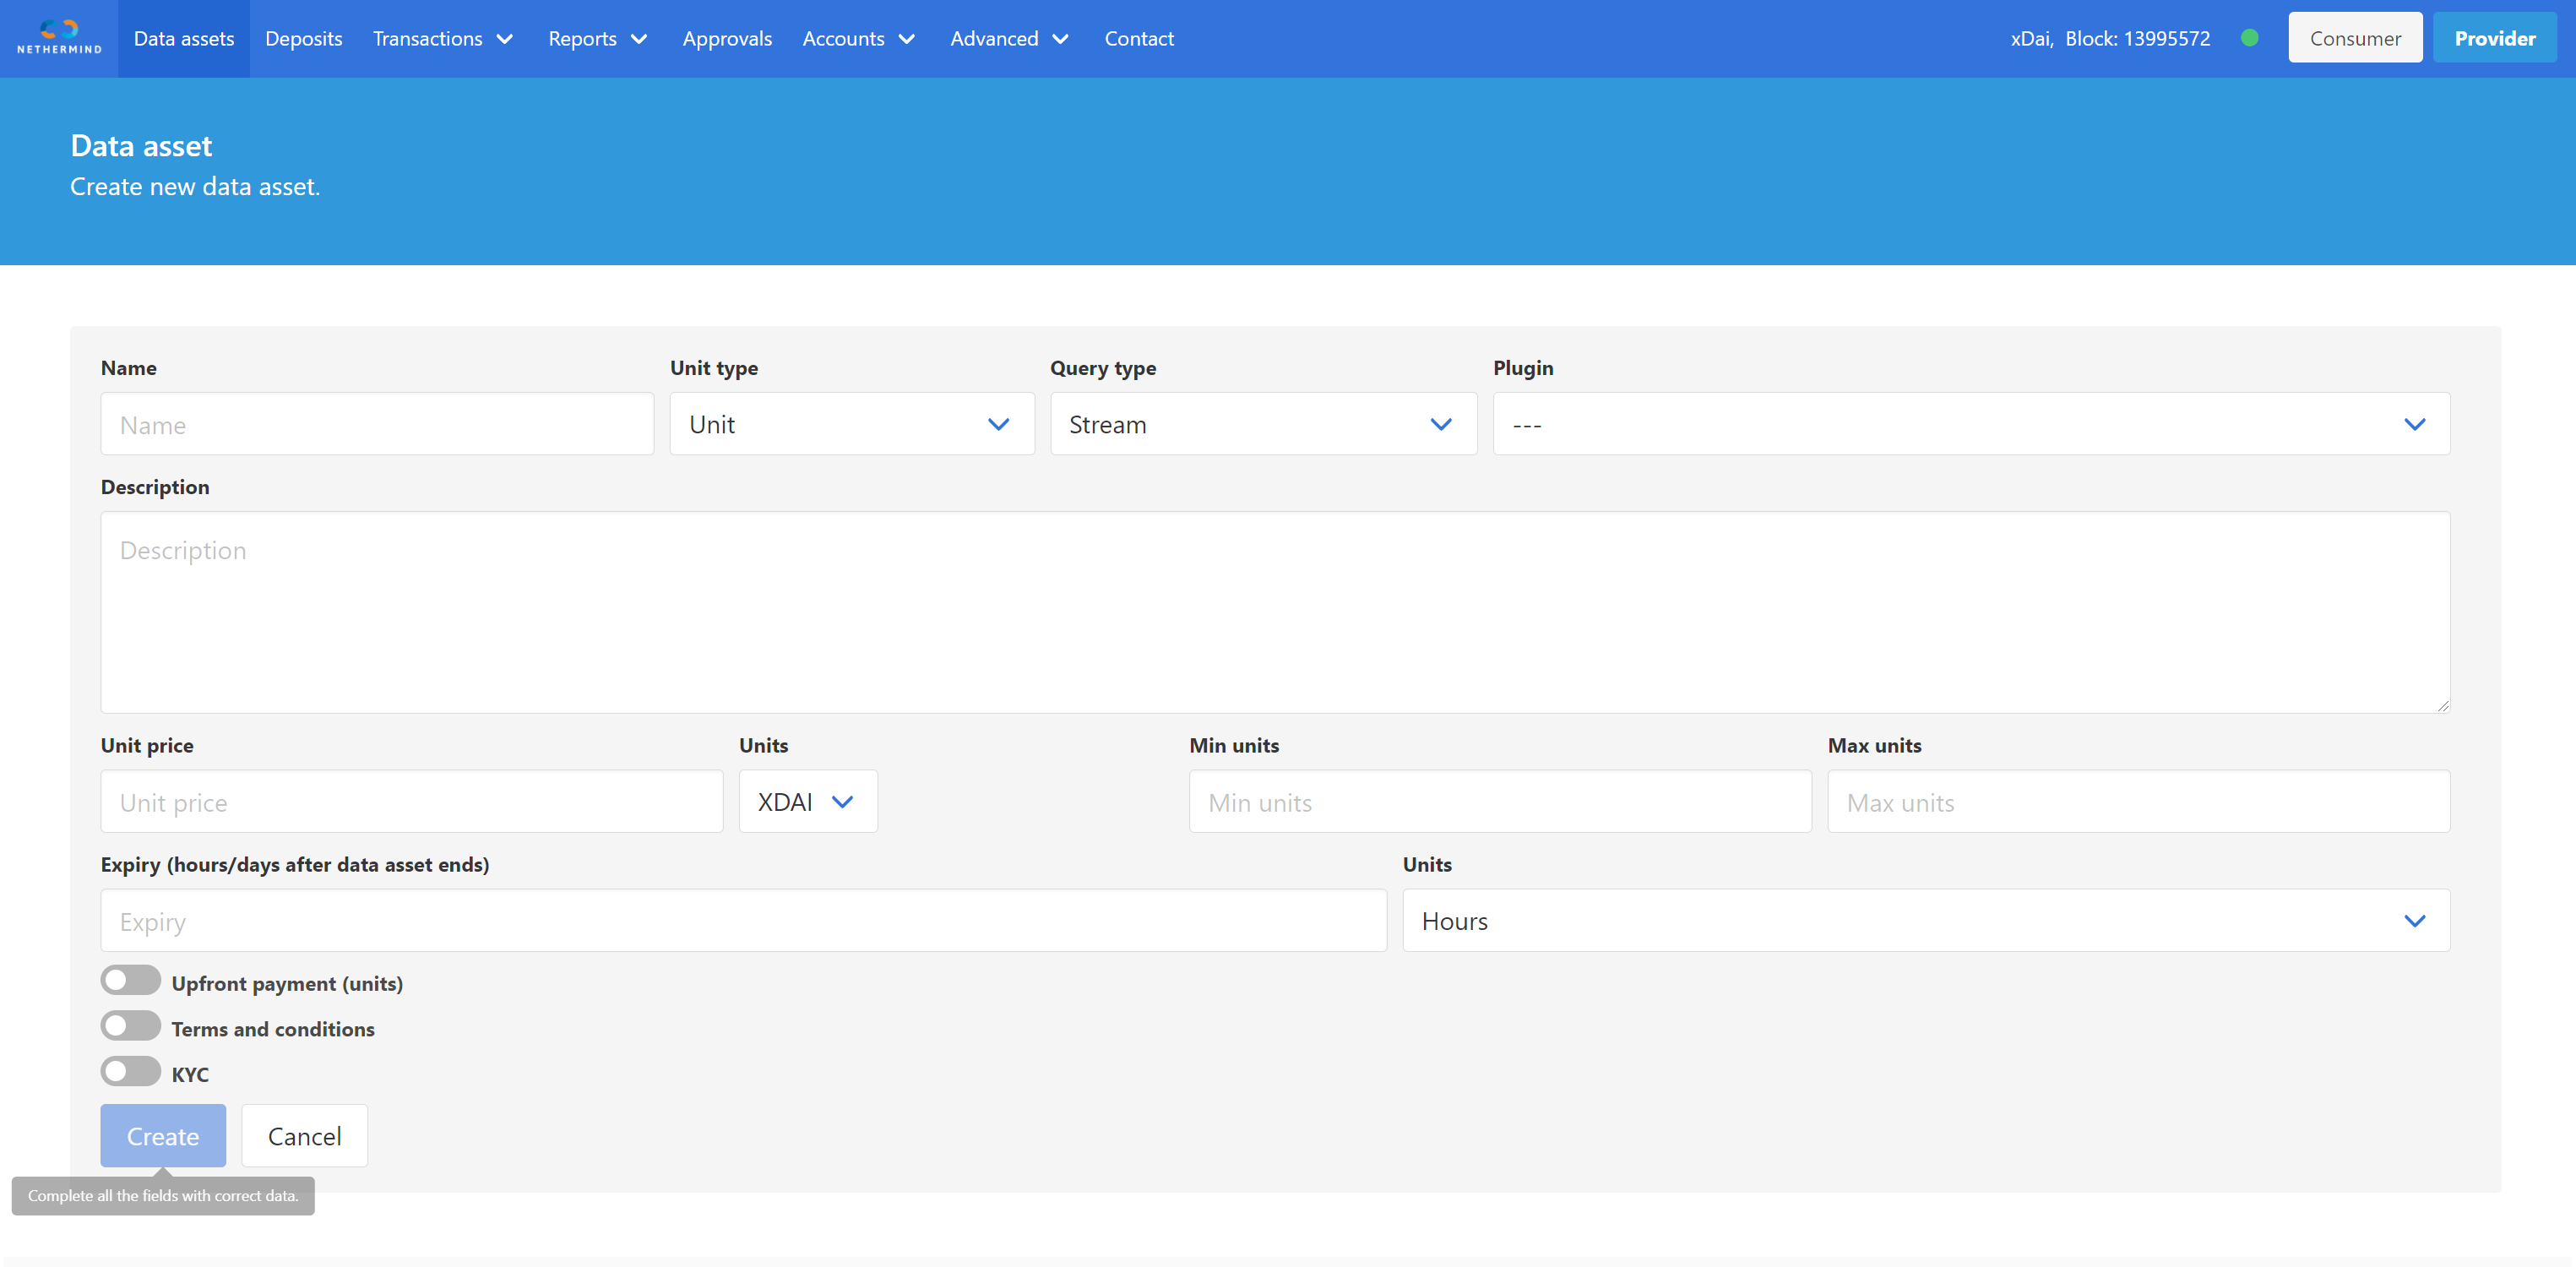 NETHERMIND Data assets Deposits Transactions Reports Approvals Accounts Advanced Contact xDai, Block: 13995572 Consumer Provider
Data asset
Create new data asset.
Name Unit type Query type Plugin
Name Unit Stream ---
Description
Description
Unit price Units Min units Max units
Unit price XDAI Min units Max units
Expiry (hours/days after data asset ends) Units
Expiry Hours
Upfront payment (units)
Terms and conditions
KYC
Create Cancel
Complete all the fields with correct data.